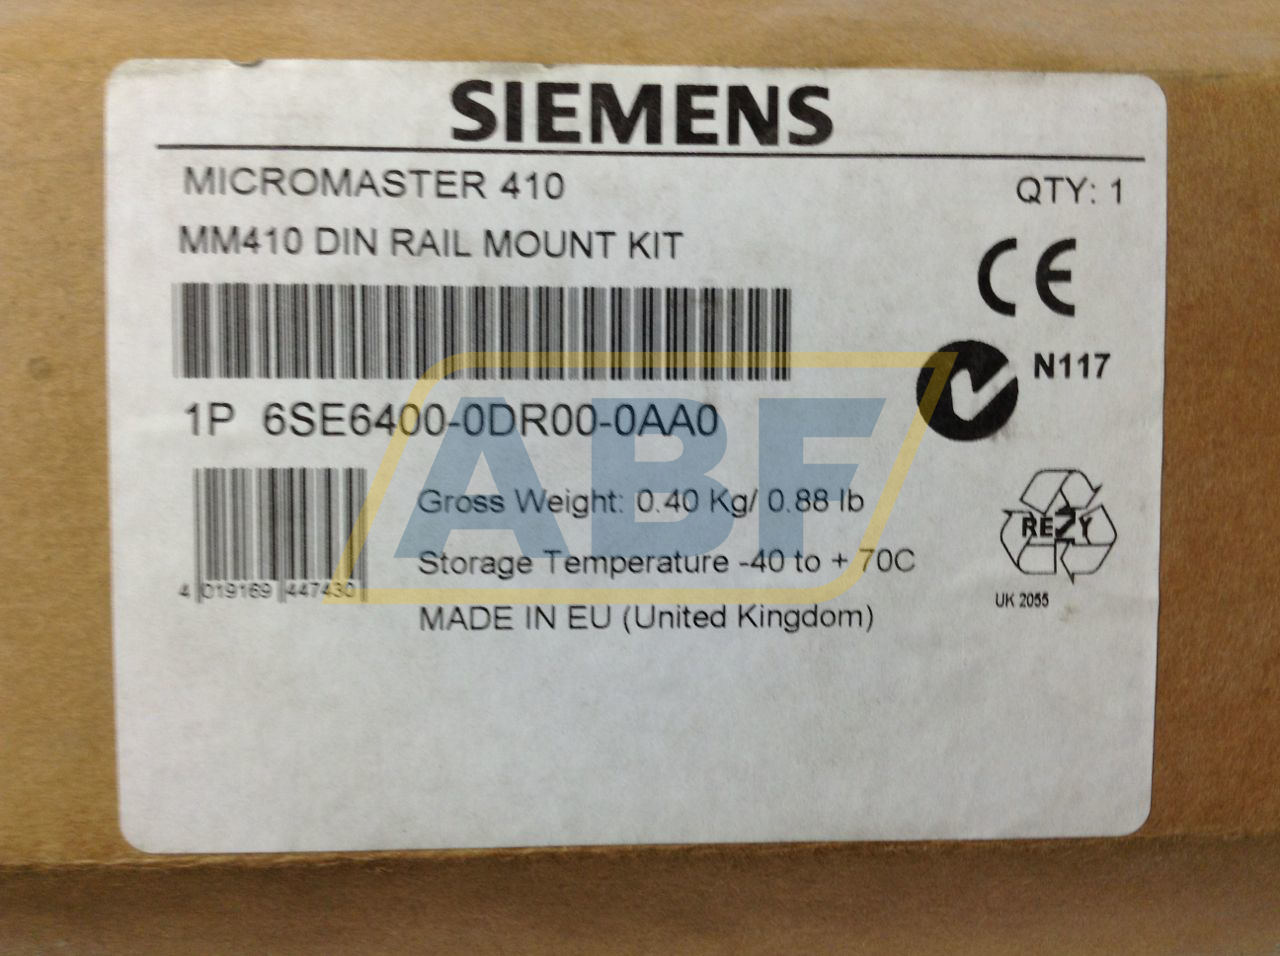 SIEMENS
MICROMASTER 410
QTY: 1
MM410 DIN RAIL MOUNT KIT
CE
N117
1P 6SE6400-0DR00-0AA0
ABF
Gross Weight: 0.40 Kg/ 0.88 lb
RE2Y
Storage Temperature -40 to + 70C
4 019169 447430
UK 2055
MADE IN EU (United Kingdom)